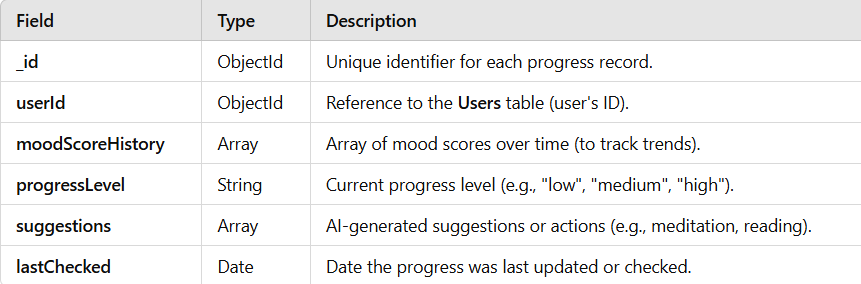 Field Type Description
_id ObjectId Unique identifier for each progress record.
userId ObjectId Reference to the Users table (user's ID).
moodScoreHistory Array Array of mood scores over time (to track trends).
progressLevel String Current progress level (e.g., "low", "medium", "high").
suggestions Array AI-generated suggestions or actions (e.g., meditation, reading).
lastChecked Date Date the progress was last updated or checked.